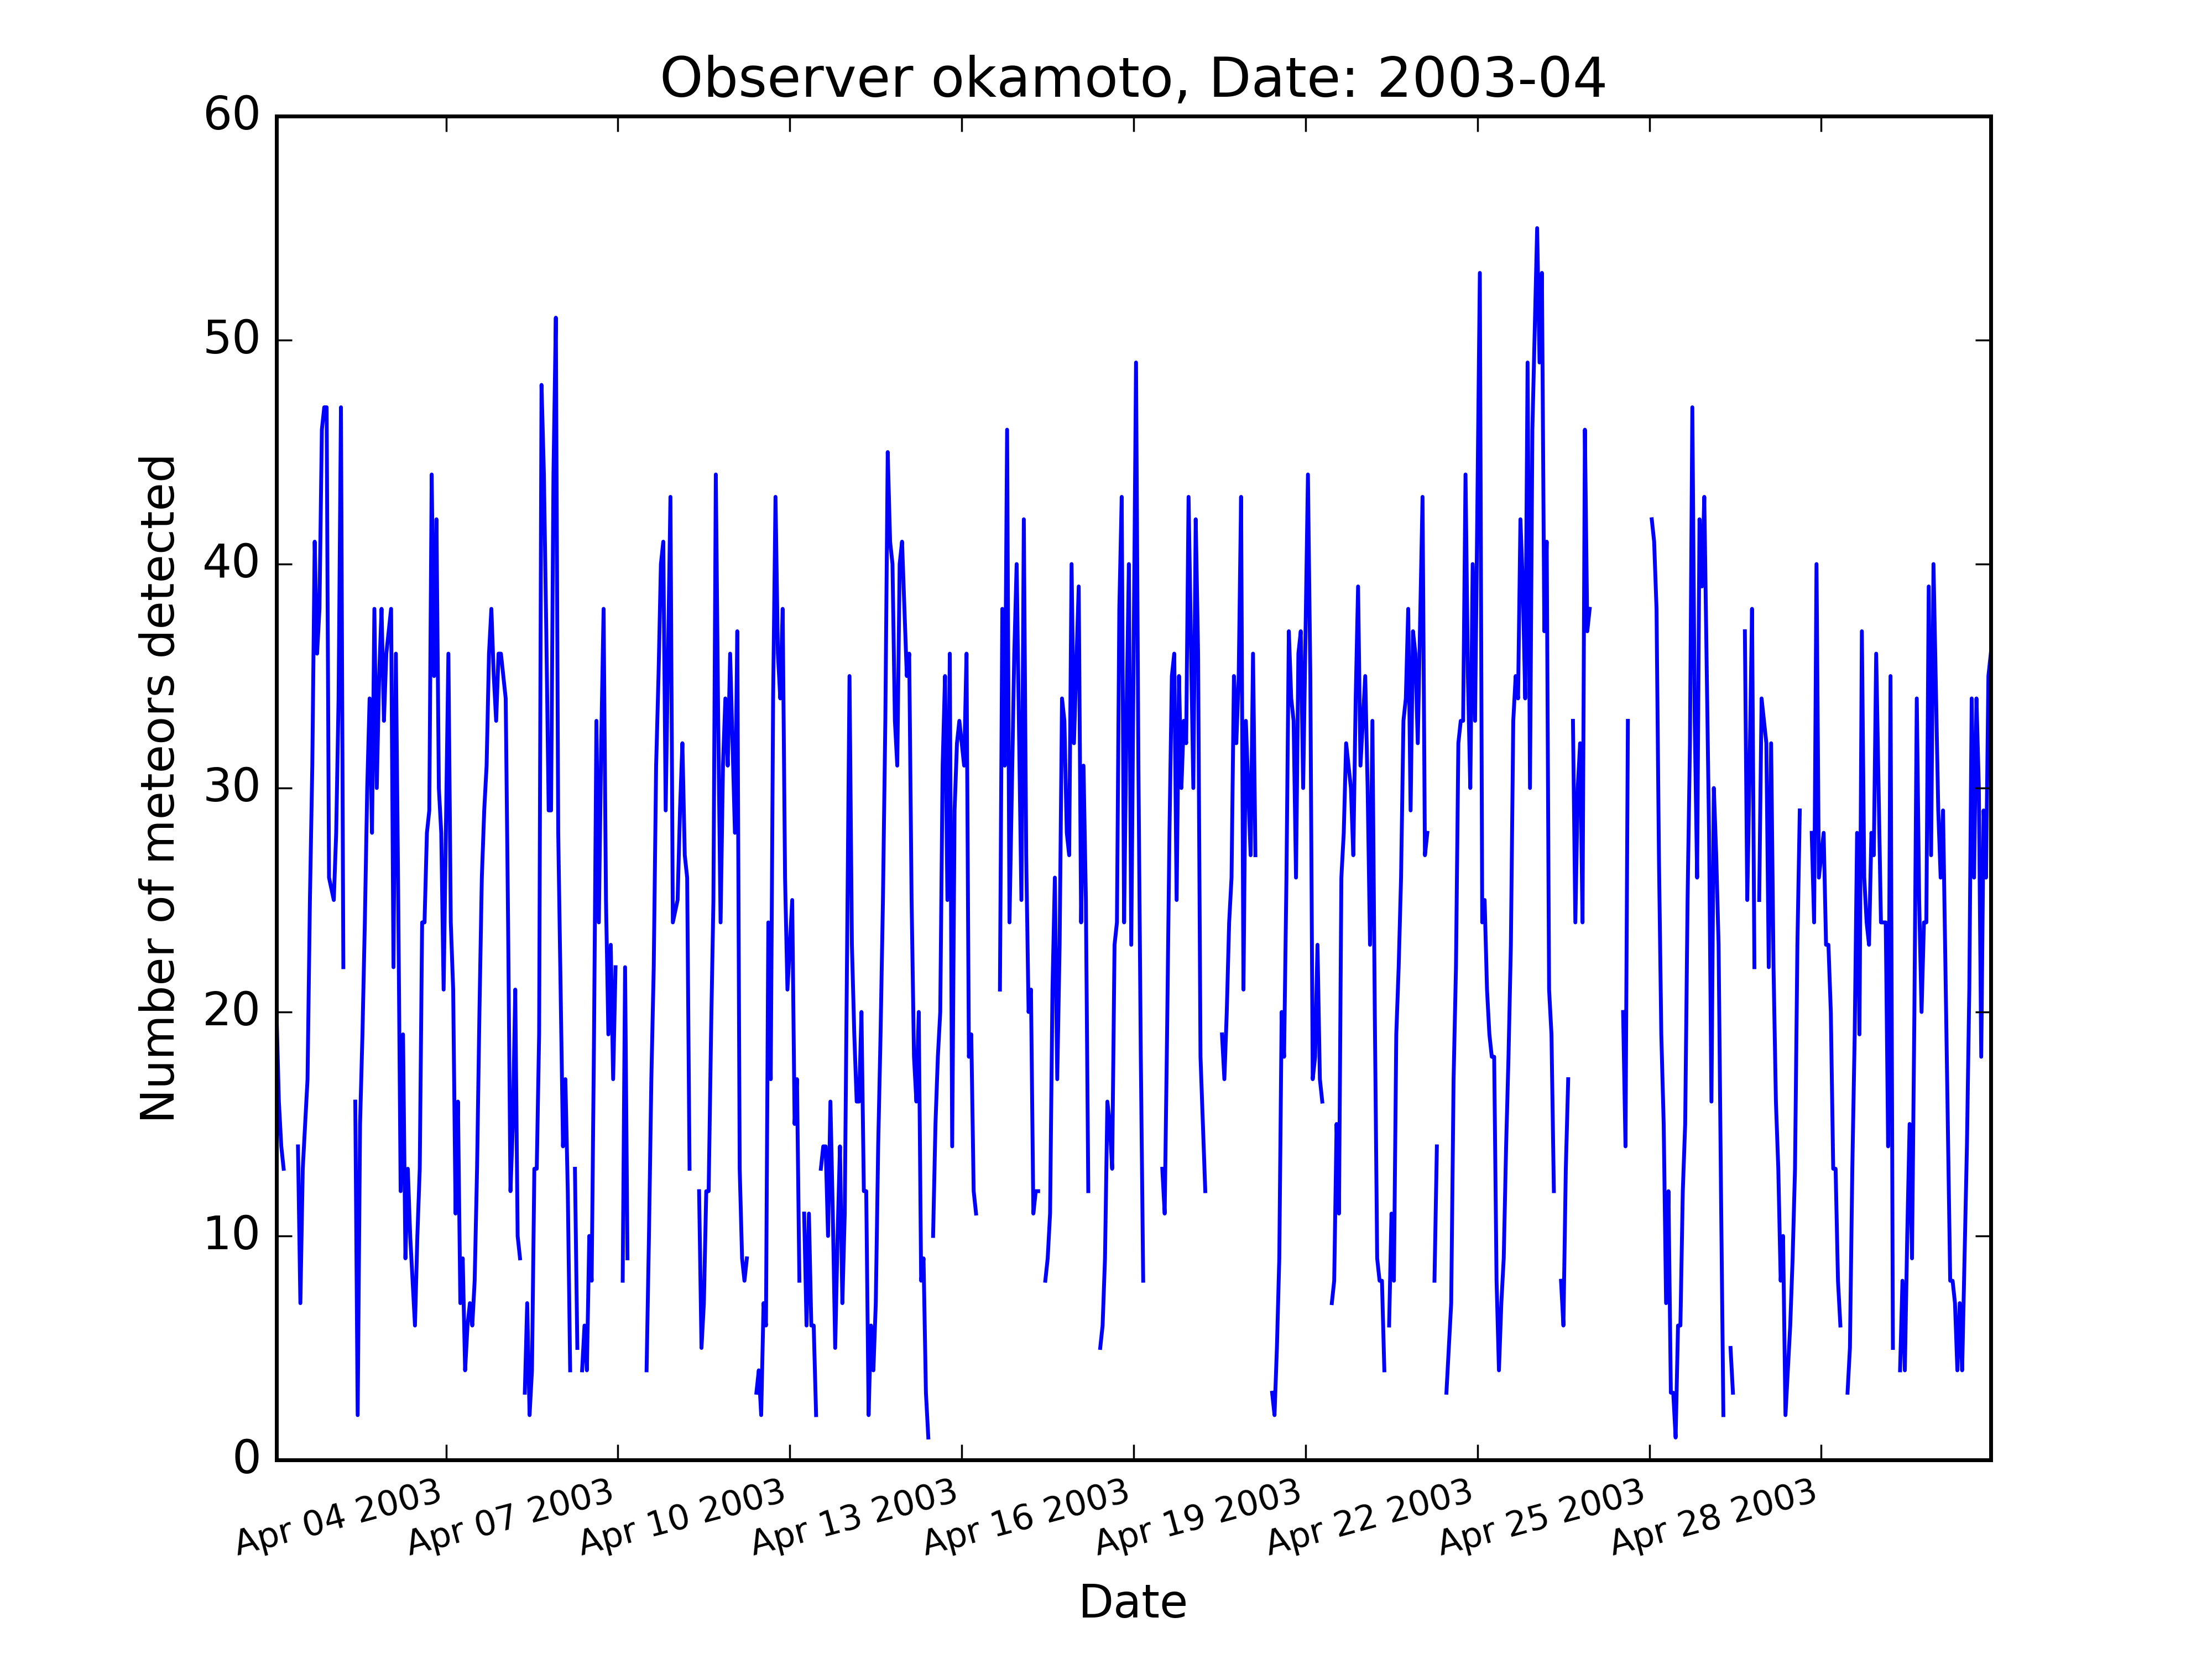 Observer okamoto, Date: 2003-04
60
50
40
30
20
10
0
Number of meteors detected
Apr 04 2003
Apr 07 2003
Apr 10 2003
Apr 13 2003
Apr 16 2003
Apr 19 2003
Apr 22 2003
Apr 25 2003
Apr 28 2003
Date